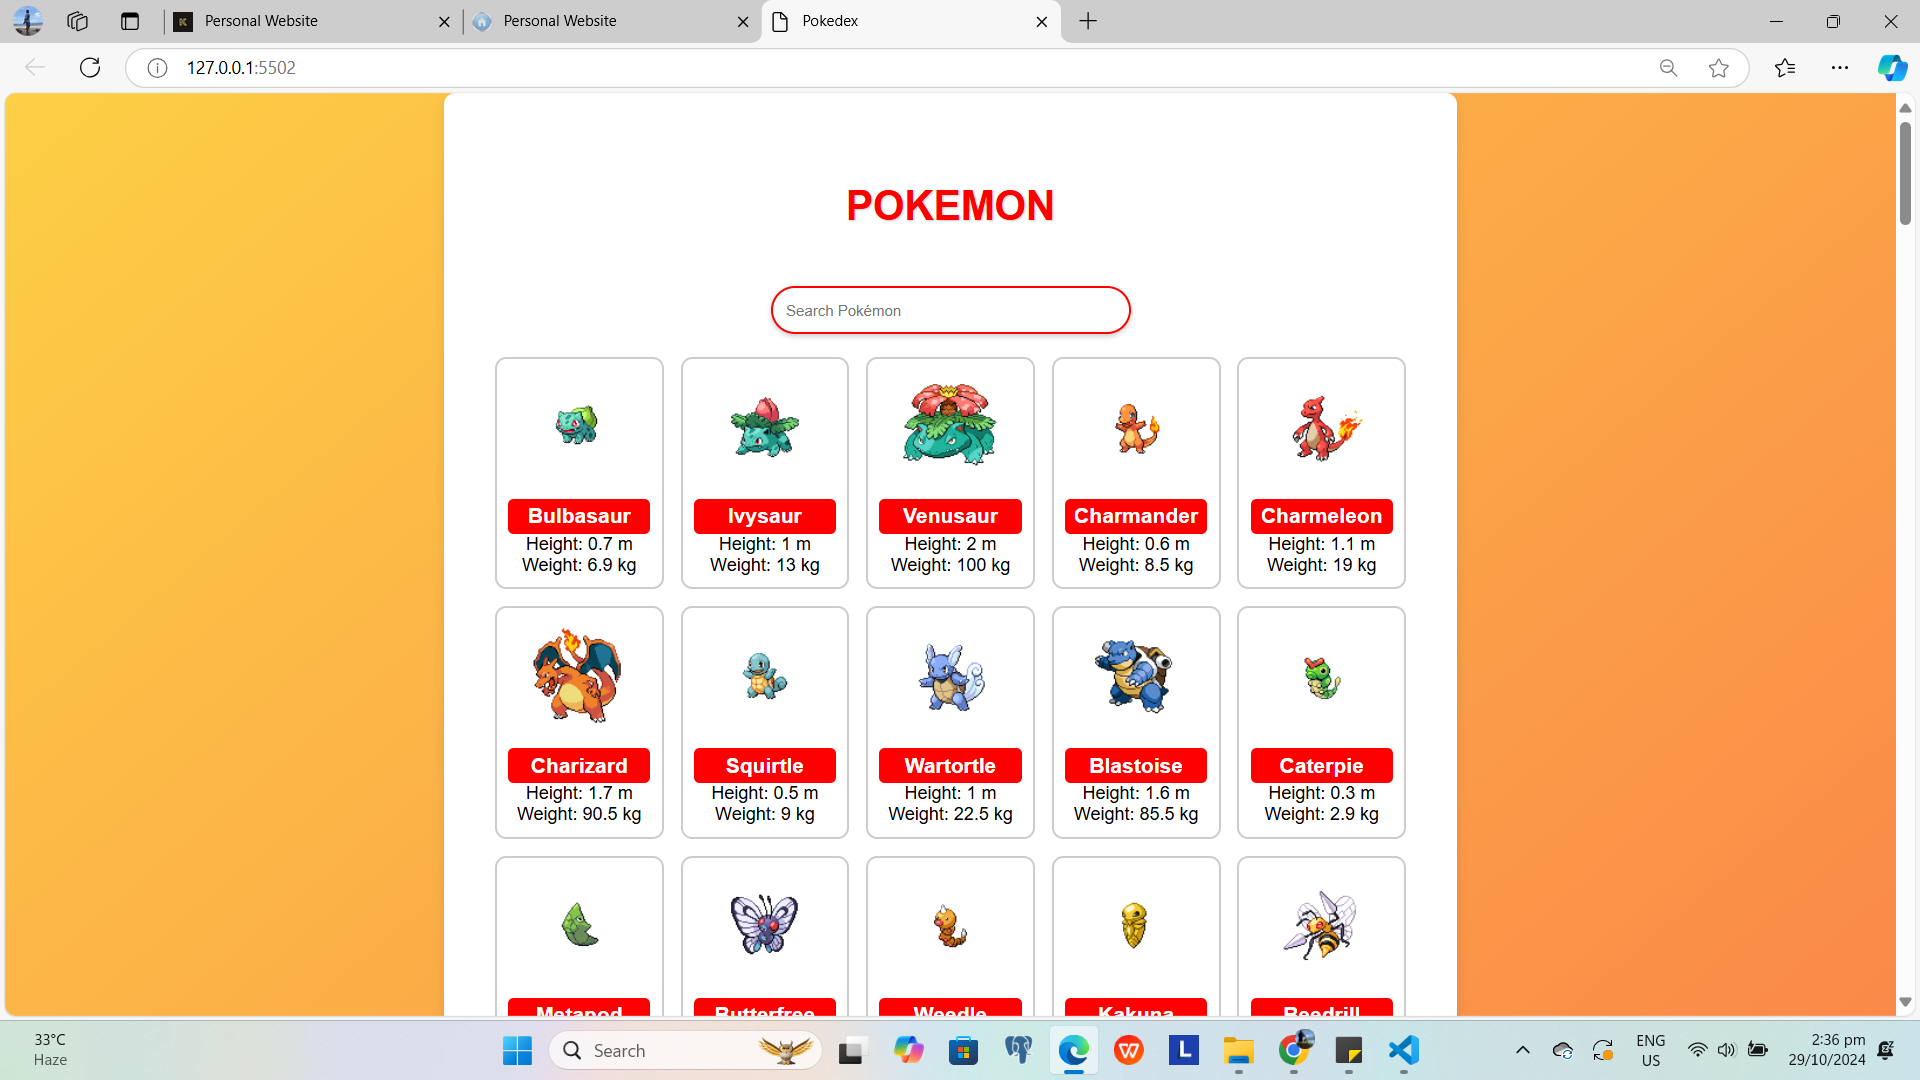 Personal Website
Personal Website
Pokedex
127.0.0.1:5502
POKEMON
Search Pokémon
Bulbasaur
Height: 0.7 m
Weight: 6.9 kg
Ivysaur
Height: 1 m
Weight: 13 kg
Venusaur
Height: 2 m
Weight: 100 kg
Charmander
Height: 0.6 m
Weight: 8.5 kg
Charmeleon
Height: 1.1 m
Weight: 19 kg
Charizard
Height: 1.7 m
Weight: 90.5 kg
Squirtle
Height: 0.5 m
Weight: 9 kg
Wartortle
Height: 1 m
Weight: 22.5 kg
Blastoise
Height: 1.6 m
Weight: 85.5 kg
Caterpie
Height: 0.3 m
Weight: 2.9 kg
Metapod
Butterfree
Weedle
Kakuna
Beedrill
33°C
Haze
Search
ENG
US
2:36 pm
29/10/2024